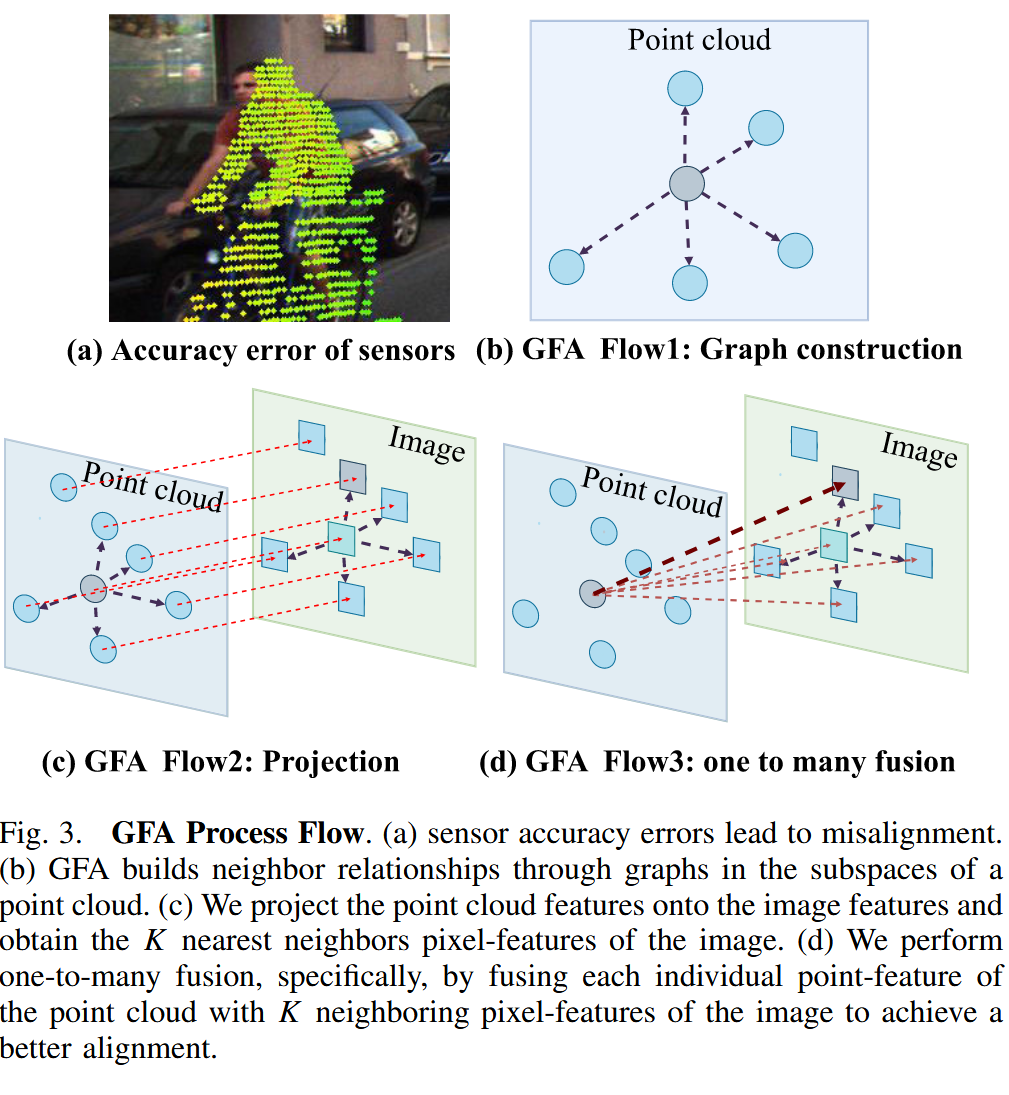 Point cloud
(a) Accuracy error of sensors
(b) GFA Flow1: Graph construction
Point cloud
Image
Point cloud
Image
(c) GFA Flow2: Projection
(d) GFA Flow3: one to many fusion
Fig. 3. GFA Process Flow. (a) sensor accuracy errors lead to misalignment.
(b) GFA builds neighbor relationships through graphs in the subspaces of a
point cloud. (c) We project the point cloud features onto the image features and
obtain the K nearest neighbors pixel-features of the image. (d) We perform
one-to-many fusion, specifically, by fusing each individual point-feature of
the point cloud with K neighboring pixel-features of the image to achieve a
better alignment.